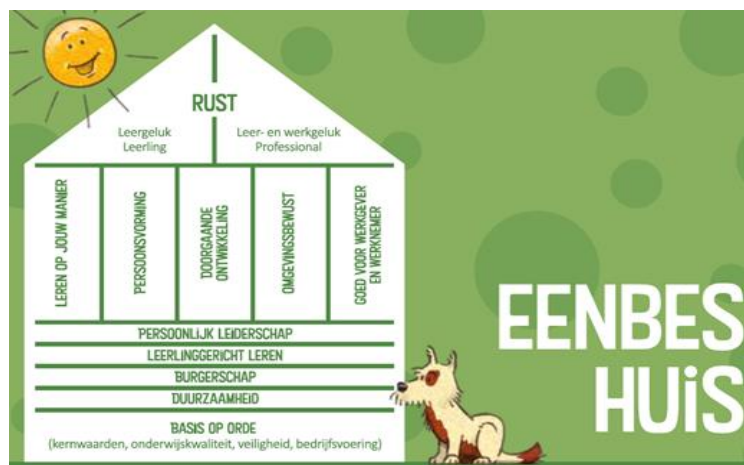 RUST
Leergeluk
Leerling
Leer- en werkgeluk
Professional
LEREN OP JOUW MANIER
PERSOONSVORMING
DOORGAANDE
ONTWIKKELING
OMGEVINGSBEWUST
GOED VOOR WERKGEVER
EN WERKNEMER
PERSOONLIJK LEIDERSCHAP
LEERLINGGERICHT LEREN
BURGERSCHAP
DUURZAAMHEID
BASIS OP ORDE
(kernwaarden, onderwijskwaliteit, veiligheid, bedrijfsvoering)
EENBES
HUiS